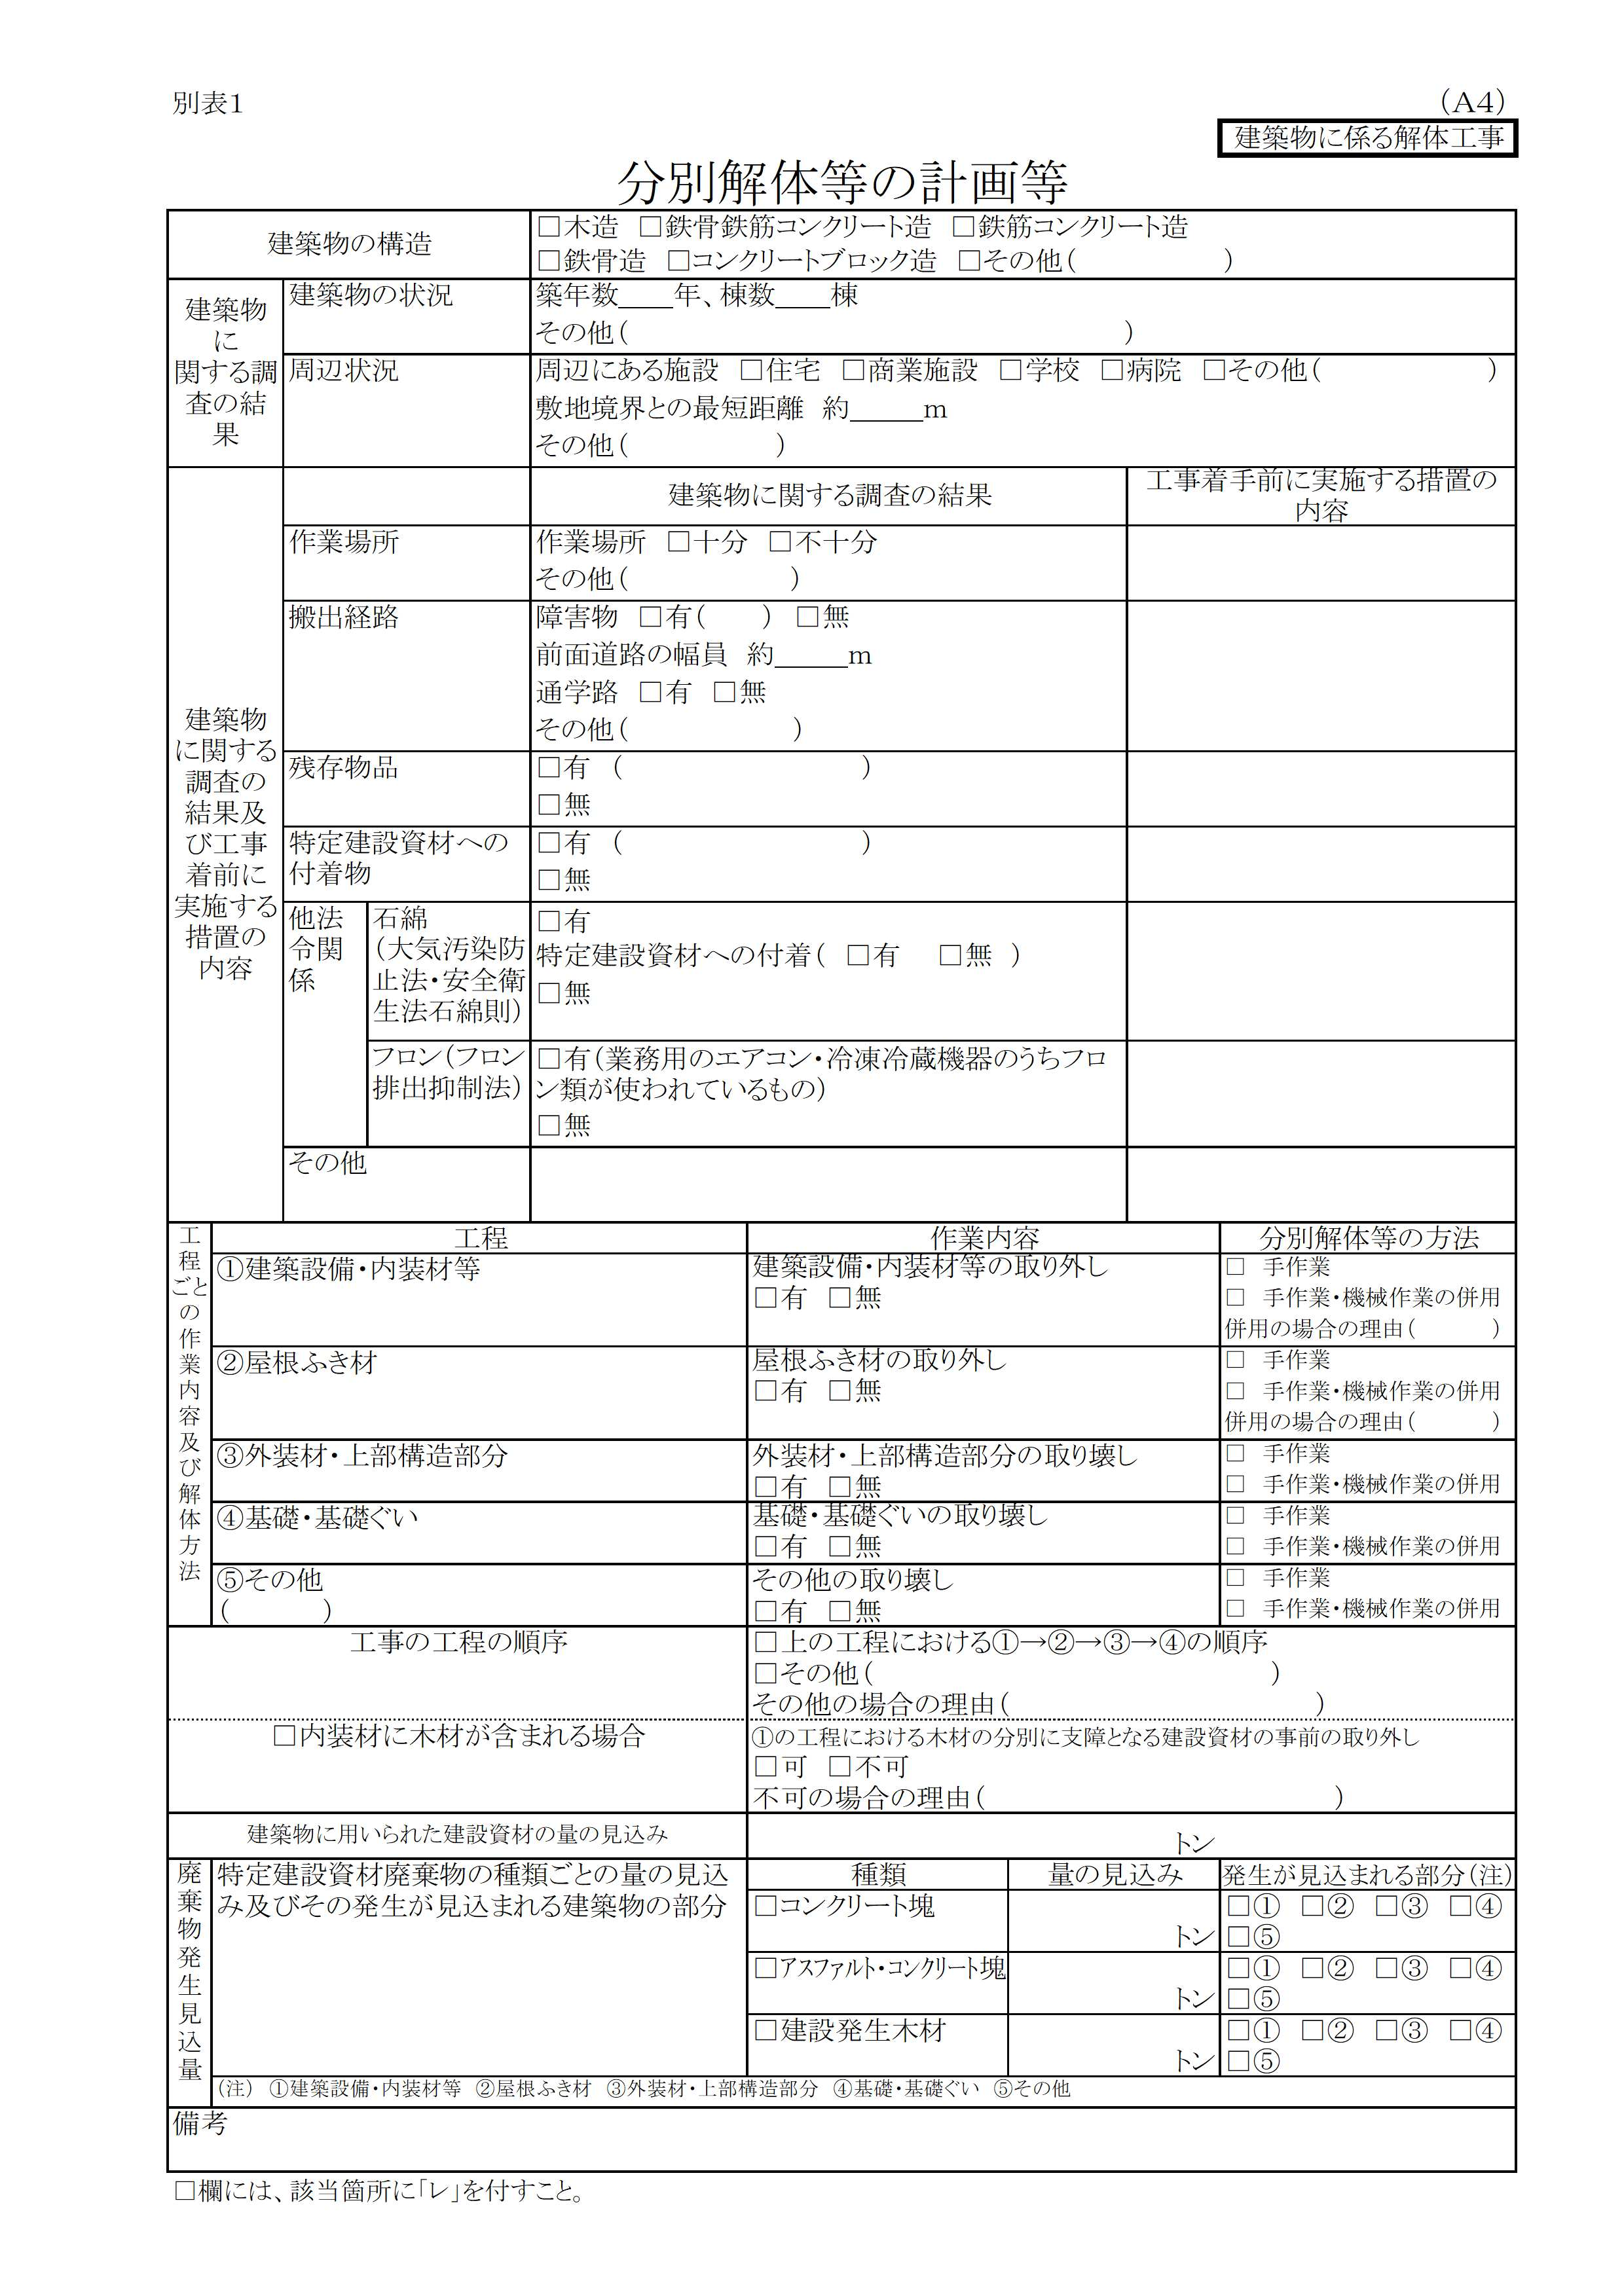 別表1
（A4）
建築物に係る解体工事
分別解体等の計画等
建築物の構造
□木造　□鉄骨鉄筋コンクリート造　□鉄筋コンクリート造
□鉄骨造　□コンクリートブロック造　□その他（　　　　　　　）
建築物
に
関する調
査の結
果
建築物の状況
築年数＿＿年、棟数＿＿棟
その他（　　　　　　　　　　　　　　　　　　　　　）
周辺状況
周辺にある施設　□住宅　□商業施設　□学校　□病院　□その他（　　　　　　　）
敷地境界との最短距離　約＿＿＿m
その他（　　　　　　　）
建築物
に関する
調査の
結果及
び工事
着前に
実施する
措置の
内容
建築物に関する調査の結果
工事着手前に実施する措置の
内容
作業場所
作業場所　□十分　□不十分
その他（　　　　　　　）
搬出経路
障害物　□有（　　）　□無
前面道路の幅員　約＿＿＿m
通学路　□有　□無
その他（　　　　　　　）
残存物品
□有　（　　　　　　　　　　）
□無
特定建設資材への
付着物
□有　（　　　　　　　　　　）
□無
他法
令関
係
石綿
（大気汚染防
止法・安全衛
生法石綿則）
□有
特定建設資材への付着（　□有　　□無　）
□無
フロン（フロン
排出抑制法）
□有（業務用のエアコン・冷凍冷蔵機器のうちフロ
ン類が使われているもの）
□無
その他
工
程
ごと
の
作
業
内
容
及
び
解
体
方
法
工程
作業内容
分別解体等の方法
①建築設備・内装材等
建築設備・内装材等の取り外し
□有　□無
□　手作業
□　手作業・機械作業の併用
併用の場合の理由（　　　　）
②屋根ふき材
屋根ふき材の取り外し
□有　□無
□　手作業
□　手作業・機械作業の併用
併用の場合の理由（　　　　）
③外装材・上部構造部分
外装材・上部構造部分の取り壊し
□有　□無
□　手作業
□　手作業・機械作業の併用
④基礎・基礎ぐい
基礎・基礎ぐいの取り壊し
□有　□無
□　手作業
□　手作業・機械作業の併用
⑤その他
（　　　　）
その他の取り壊し
□有　□無
□　手作業
□　手作業・機械作業の併用
工事の工程の順序
□上の工程における①→②→③→④の順序
□その他（　　　　　　　　　　　　　　　　　）
その他の場合の理由（　　　　　　　　　　　　　）
□内装材に木材が含まれる場合
①の工程における木材の分別に支障となる建設資材の事前の取り外し
□可　□不可
不可の場合の理由（　　　　　　　　　　　　　　　）
建築物に用いられた建設資材の量の見込み
トン
廃
棄
物
発
生
見
込
量
特定建設資材廃棄物の種類ごとの量の見込
み及びその発生が見込まれる建築物の部分
種類
量の見込み
発生が見込まれる部分（注）
□コンクリート塊
トン
□①　□②　□③　□④
□⑤
□アスファルト・コンクリート塊
トン
□①　□②　□③　□④
□⑤
□建設発生木材
トン
□①　□②　□③　□④
□⑤
（注）　①建築設備・内装材等　②屋根ふき材　③外装材・上部構造部分　④基礎・基礎ぐい　⑤その他
備考
□欄には、該当箇所に「レ」を付すこと。